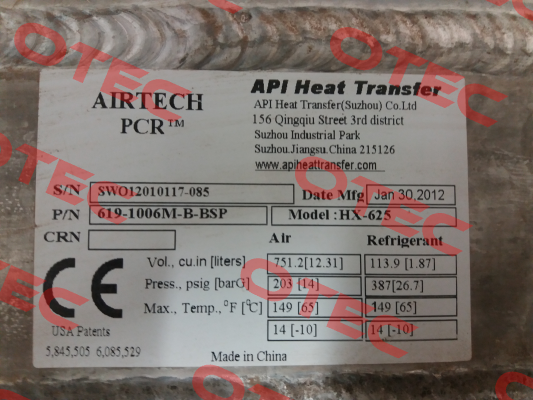 AIRTECH
PCR™
API Heat Transfer
API Heat Transfer(Suzhou) Co.Ltd
156 Qingqiu Street 3rd district
Suzhou Industrial Park
Suzhou.Jiangsu.China 215126
www.apiheattransfer.com
S/N SWO12010117-085 Date Mfg Jan 30,2012
P/N 619-1006M-B-BSP Model: HX-625
CRN Air Refrigerant
Vol., cu.in [liters] 751.2[12.31] 113.9 [1.87]
Press., psig [barG] 203 [14] 387[26.7]
Max., Temp., °F [°C] 149 [65] 149 [65]
14 [-10] 14 [-10]
CE
USA Patents
5,845,505 6,085,529
Made in China
OTEC
OTEC
OTEC
OTEC
OTEC
OTEC